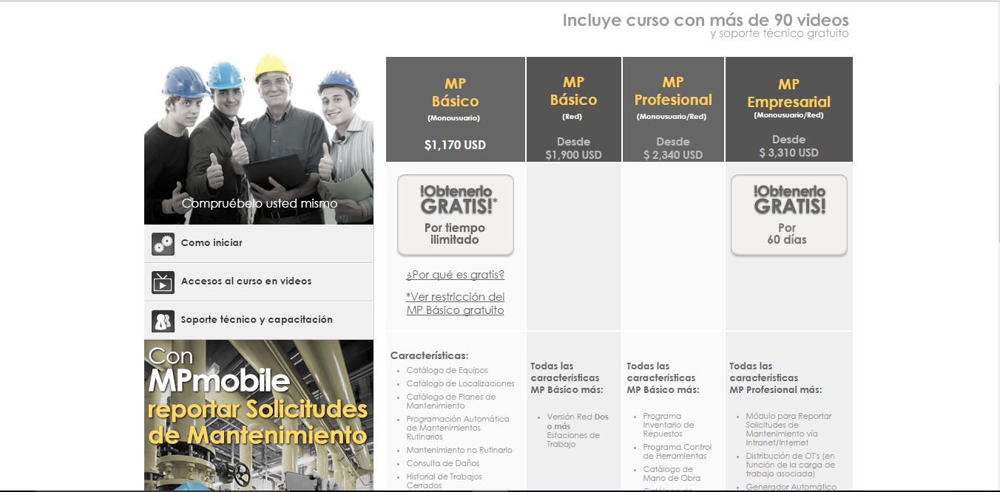 Incluye curso con más de 90 videos
y soporte técnico gratuito
Compruébelo usted mismo
Como iniciar
Accesos al curso en videos
Soporte técnico y capacitación
Con
MPmobile
reportar Solicitudes
de Mantenimiento
MP
Básico
(Monousuario)
$1,170 USD
!Obtenerlo
GRATIS!*
Por tiempo
ilimitado
¿Por qué es gratis?
*Ver restricción del
MP Básico gratuito
Características:
Catálogo de Equipos
Catálogo de Localizaciones
Catálogo de Planes de
Mantenimiento
Programación Automática
de Mantenimientos
Rutinarios
Mantenimiento no Rutinario
Consulta de Daños
Historial de Trabajos
Cerrados
MP
Básico
(Red)
Desde
$1,900 USD
Todas las
características
MP Básico más:
Versión Red Dos
o más
Estaciones de
Trabajo
MP
Profesional
(Monousuario/Red)
Desde
$ 2,340 USD
Todas las
características
MP Básico más:
Programa
Inventario de
Repuestos
Programa Control
de Herramientas
Catálogo de
Mano de Obra
Catálogo de
MP
Empresarial
(Monousuario/Red)
Desde
$ 3,310 USD
!Obtenerlo
GRATIS!
Por
60 días
Todas las
características
MP Profesional más:
Módulo para Reportar
Solicitudes de
Mantenimiento vía
Intranet/Internet
Distribución de OT's (en
función de la carga de
trabajo asociada)
Generador Automático